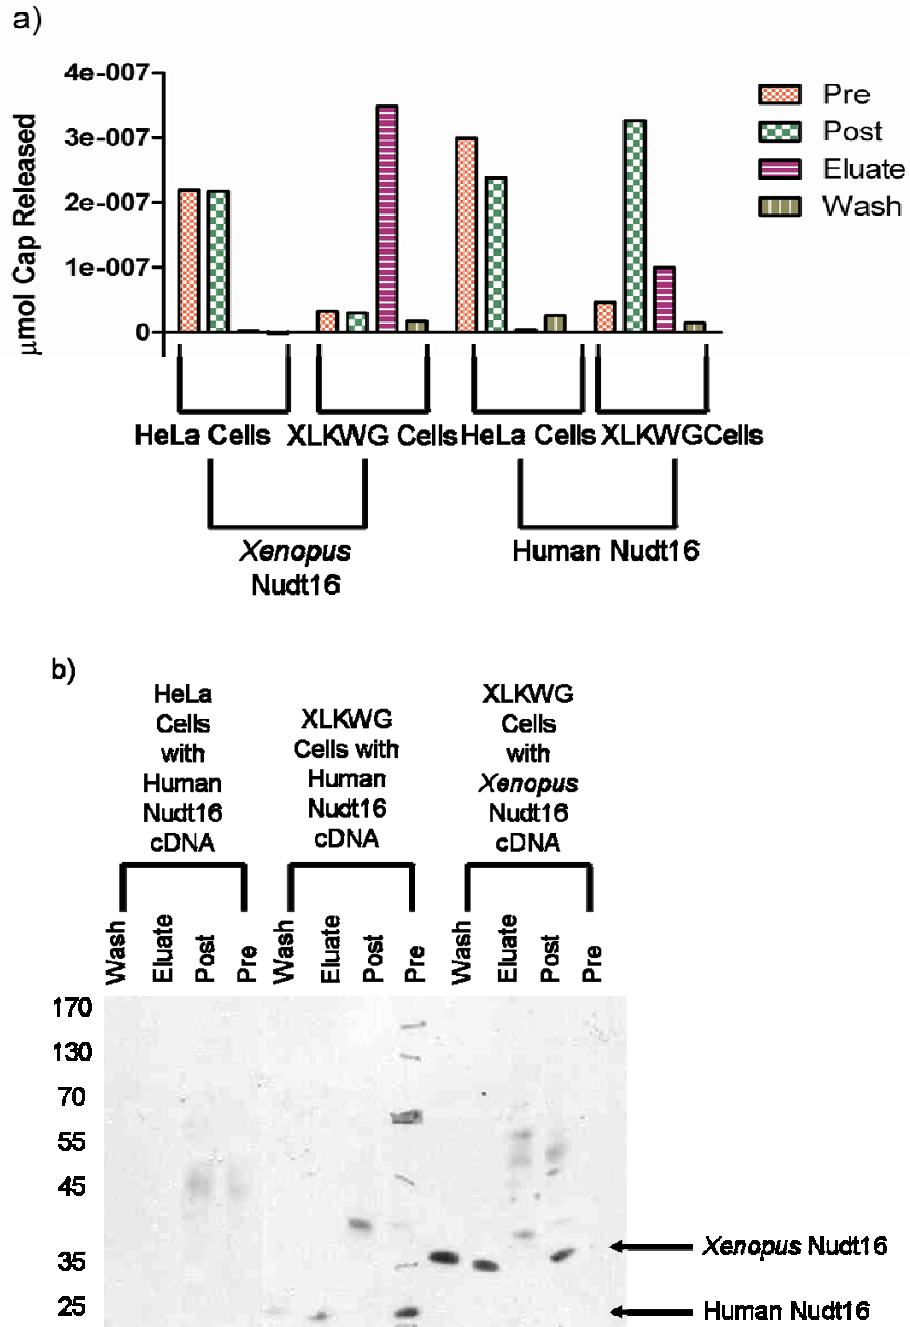 a)
4e-007
3e-007
2e-007
1e-007
0
µmol Cap Released
Pre
Post
Eluate
Wash
HeLa Cells
XLKWG Cells
HeLa Cells
XLKWGCells
Xenopus
Nudt16
Human Nudt16
b)
HeLa
Cells
with
Human
Nudt16
cDNA
XLKWG
Cells with
Human
Nudt16
cDNA
XLKWG
Cells
with
Xenopus
Nudt16
cDNA
Wash
Eluate
Post
Pre
Wash
Eluate
Post
Pre
Wash
Eluate
Post
Pre
170
130
70
55
45
35
25
Xenopus Nudt16
Human Nudt16